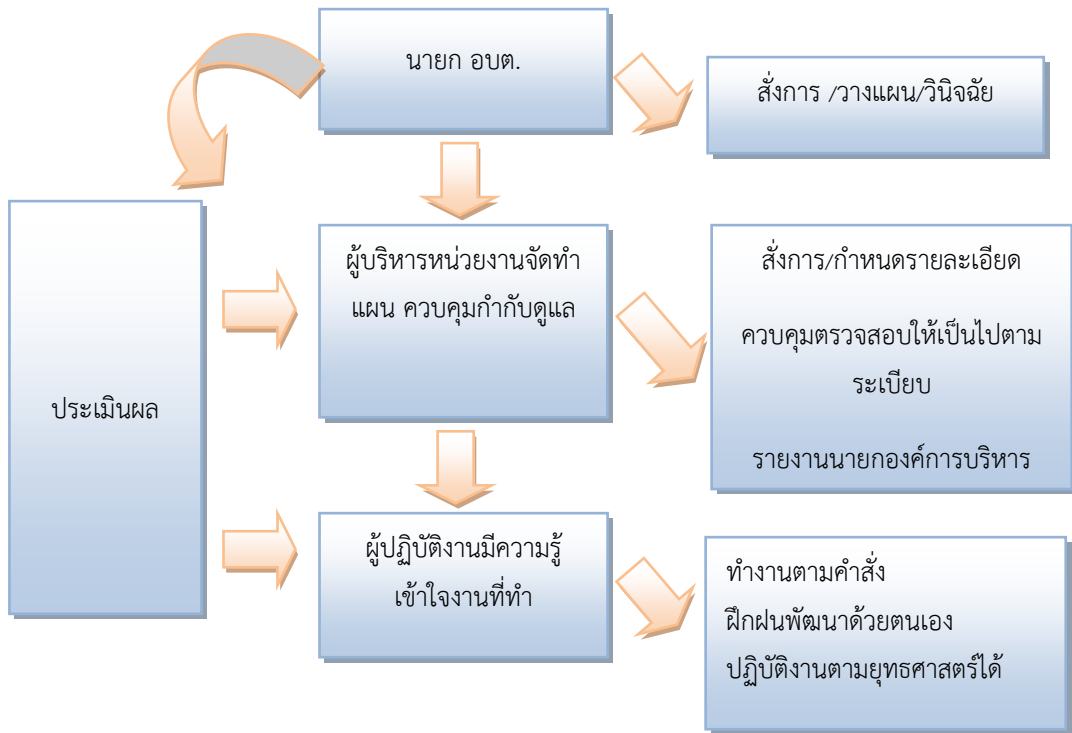 นายก อบต.
สั่งการ /วางแผน/วินิจฉัย
ผู้บริหารหน่วยงานจัดทำ
แผน ควบคุมกำกับดูแล
สั่งการ/กำหนดรายละเอียด
ควบคุมตรวจสอบให้เป็นไปตาม
ระเบียบ
รายงานนายกองค์การบริหาร
ประเมินผล
ผู้ปฏิบัติงานมีความรู้
เข้าใจงานที่ทำ
ทำงานตามคำสั่ง
ฝึกฝนพัฒนาด้วยตนเอง
ปฏิบัติงานตามยุทธศาสตร์ได้